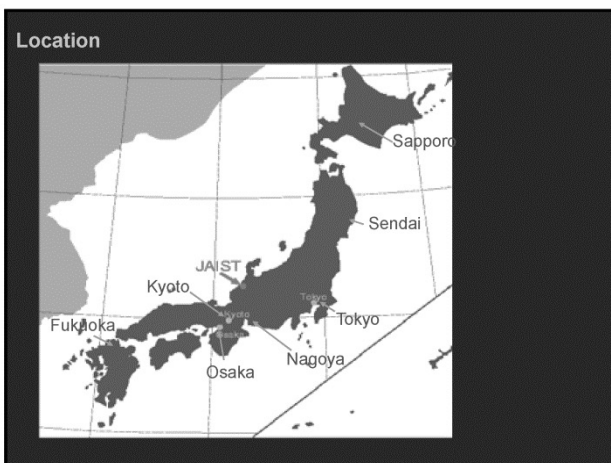 Location
Sapporo
Sendai
JAIST
Kyoto
Tokyo
Fukuoka
Kyoto
Tokyo
Osaka
Nagoya
Osaka